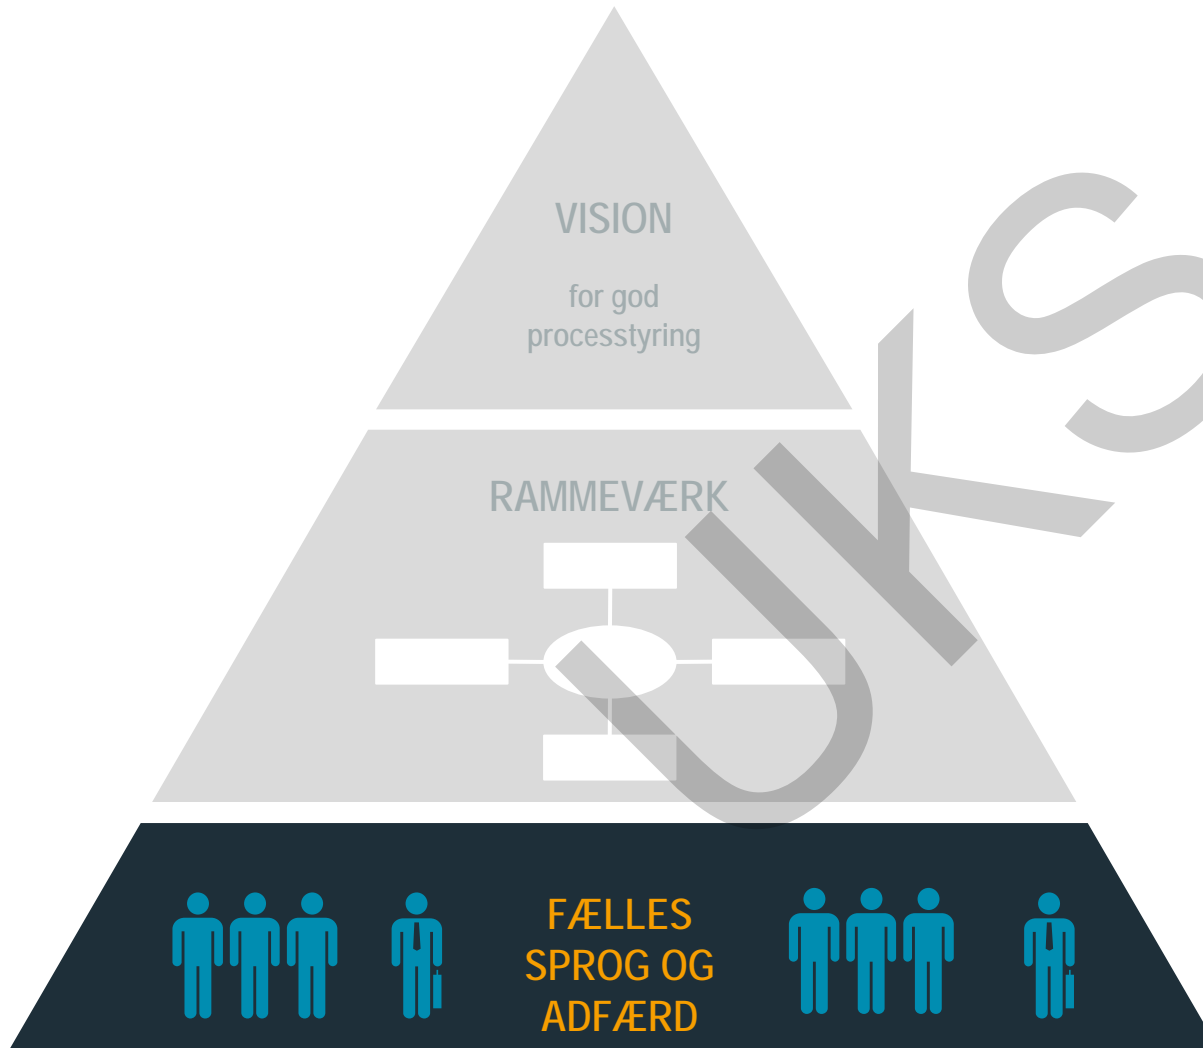 VISION
for god
processtyring
RAMMEVÆRK
FÆLLES
SPROG OG
ADFÆRD
UKS